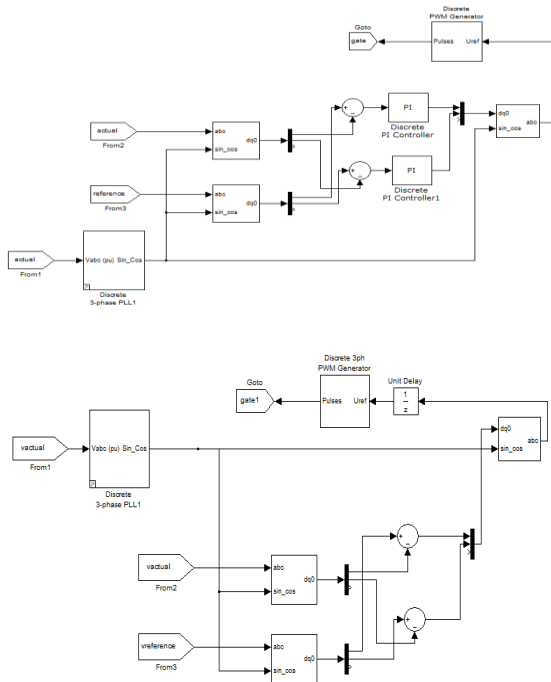 Discrete
PWM Generator
Goto
gate
Pulses Uref
actual
From2
abc
sin_cos
dq0
PI
Discrete
PI Controller
dq0
sin_cos
abc
reference
From3
abc
sin_cos
dq0
PI
Discrete
PI Controller1
actual
From1
Vabc (pu) Sin_Cos
Discrete
3-phase PLL1
Discrete 3ph
PWM Generator
Goto
gate1
Pulses Uref
Unit Delay
1
z
vactual
From1
Vabc (pu) Sin_Cos
Discrete
3-phase PLL1
dq0
sin_cos
abc
vactual
From2
abc
sin_cos
dq0
vreference
From3
abc
sin_cos
dq0